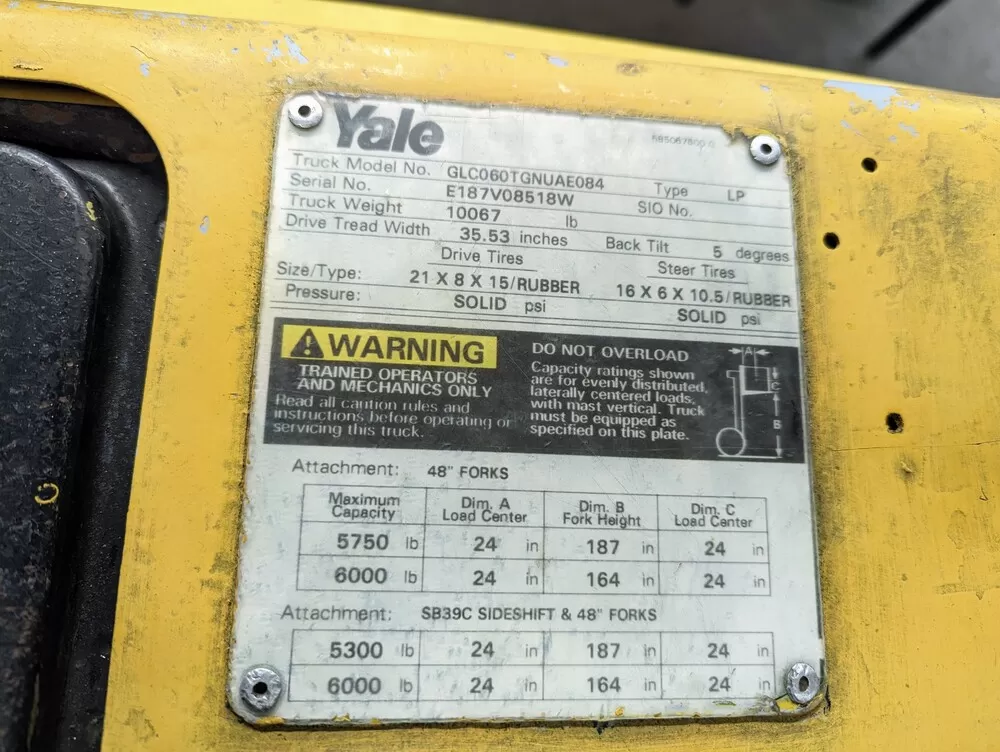 Yale
Truck Model No. GLC060TGNUAE084 Type LP
Serial No. E187V08518W SIO No.
Truck Weight 10067 lb
Drive Tread Width 35.53 inches Back Tilt 5 degrees
Drive Tires Steer Tires
Size/Type: 21 X 8 X 15/RUBBER 16 X 6 X 10.5/RUBBER
Pressure: SOLID psi SOLID psi
WARNING
TRAINED OPERATORS
AND MECHANICS ONLY
Read all caution rules and
instructions before operating or
servicing this truck.
DO NOT OVERLOAD
Capacity ratings shown
are for evenly distributed,
laterally centered loads,
with mast vertical. Truck
must be equipped as
specified on this plate.
A
C
B
Attachment: 48" FORKS
Maximum Capacity Dim. A Load Center Dim. B Fork Height Dim. C Load Center
5750 lb 24 in 187 in 24 in
6000 lb 24 in 164 in 24 in
Attachment: SB39C SIDESHIFT & 48" FORKS
5300 lb 24 in 187 in 24 in
6000 lb 24 in 164 in 24 in